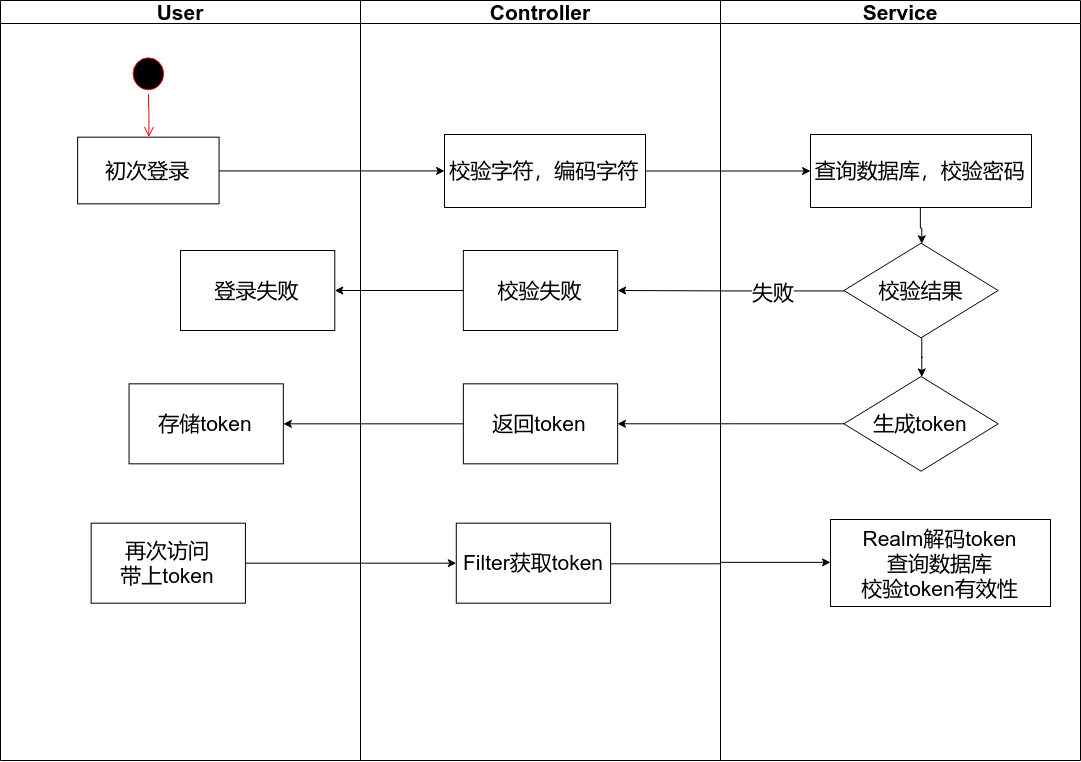 User
Controller
Service
初次登录
校验字符，编码字符
查询数据库，校验密码
登录失败
校验失败
失败
校验结果
存储token
返回token
生成token
再次访问
带上token
Filter获取token
Realm解码token
查询数据库
校验token有效性